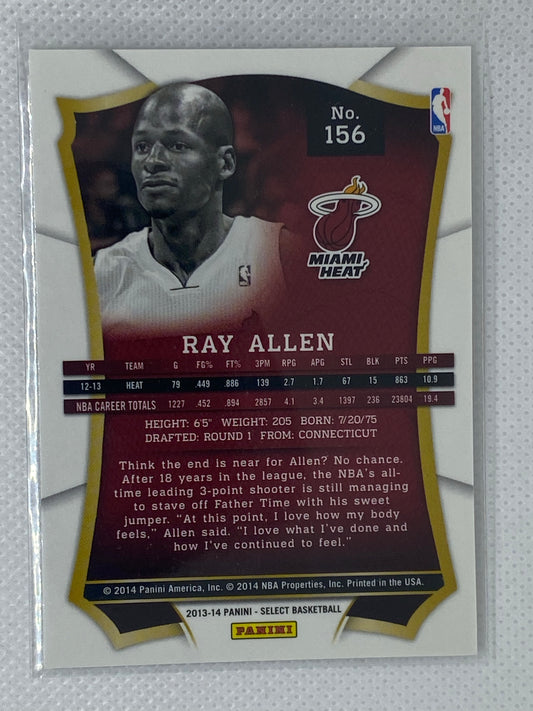 No.
156
NBA
MIAMI
HEAT
RAY ALLEN
YR TEAM G FG% FT% 3PM RPG APG STL BLK PTS PPG
12-13 HEAT 79 .449 .886 139 2.7 1.7 67 15 863 10.9
NBA CAREER TOTALS 1227 .452 .894 2857 4.1 3.4 1397 236 23804 19.4
HEIGHT: 6'5" WEIGHT: 205 BORN: 7/20/75
DRAFTED: ROUND 1 FROM: CONNECTICUT
Think the end is near for Allen? No chance.
After 18 years in the league, the NBA's all-
time leading 3-point shooter is still managing
to stave off Father Time with his sweet
jumper. “At this point, I love how my body
feels,” Allen said. “I love what I've done and
how I've continued to feel.”
© 2014 Panini America, Inc. © 2014 NBA Properties, Inc. Printed in the USA.
2013-14 PANINI - SELECT BASKETBALL
PANINI